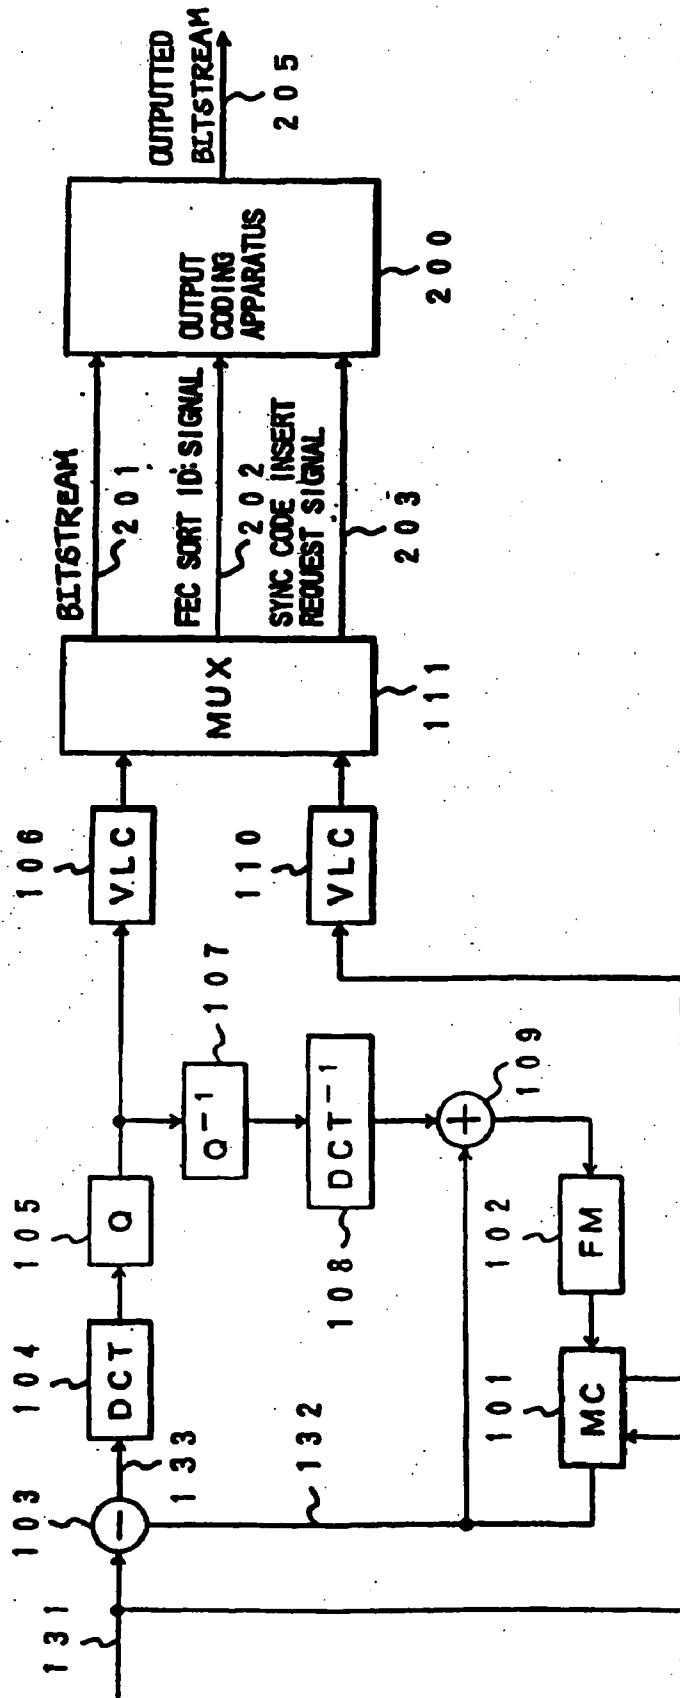 131
103
133
132
104
DCT
105
Q
106
VLC
107
Q⁻¹
108
DCT⁻¹
109
+
−
102
FM
101
MC
110
VLC
MUX
111
BITSTREAM
201
FEC SORT ID SIGNAL
202
SYNC CODE INSERT
REQUEST SIGNAL
203
OUTPUT
CODING
APPARATUS
200
OUTPUTTED
BITSTREAM
205